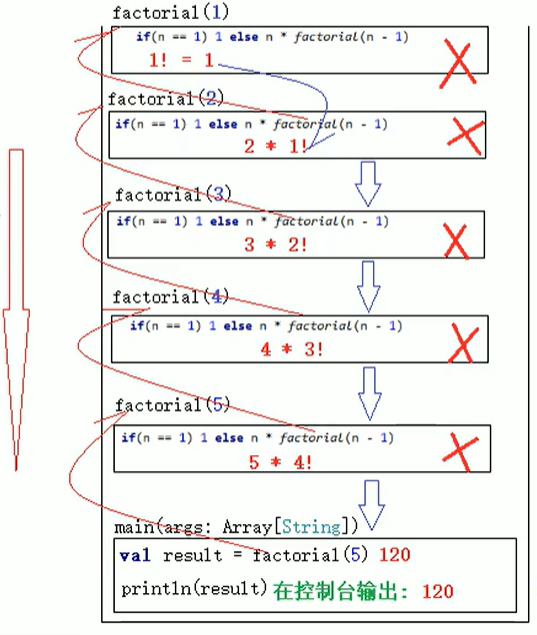 factorial(1)
if(n == 1) 1 else n * factorial(n - 1)
1! = 1
factorial(2)
if(n == 1) 1 else n * factorial(n - 1)
2 * 1!
factorial(3)
if(n == 1) 1 else n * factorial(n - 1)
3 * 2!
factorial(4)
if(n == 1) 1 else n * factorial(n - 1)
4 * 3!
factorial(5)
if(n == 1) 1 else n * factorial(n - 1)
5 * 4!
main(args: Array[String])
val result = factorial(5) 120
println(result) 在控制台输出: 120